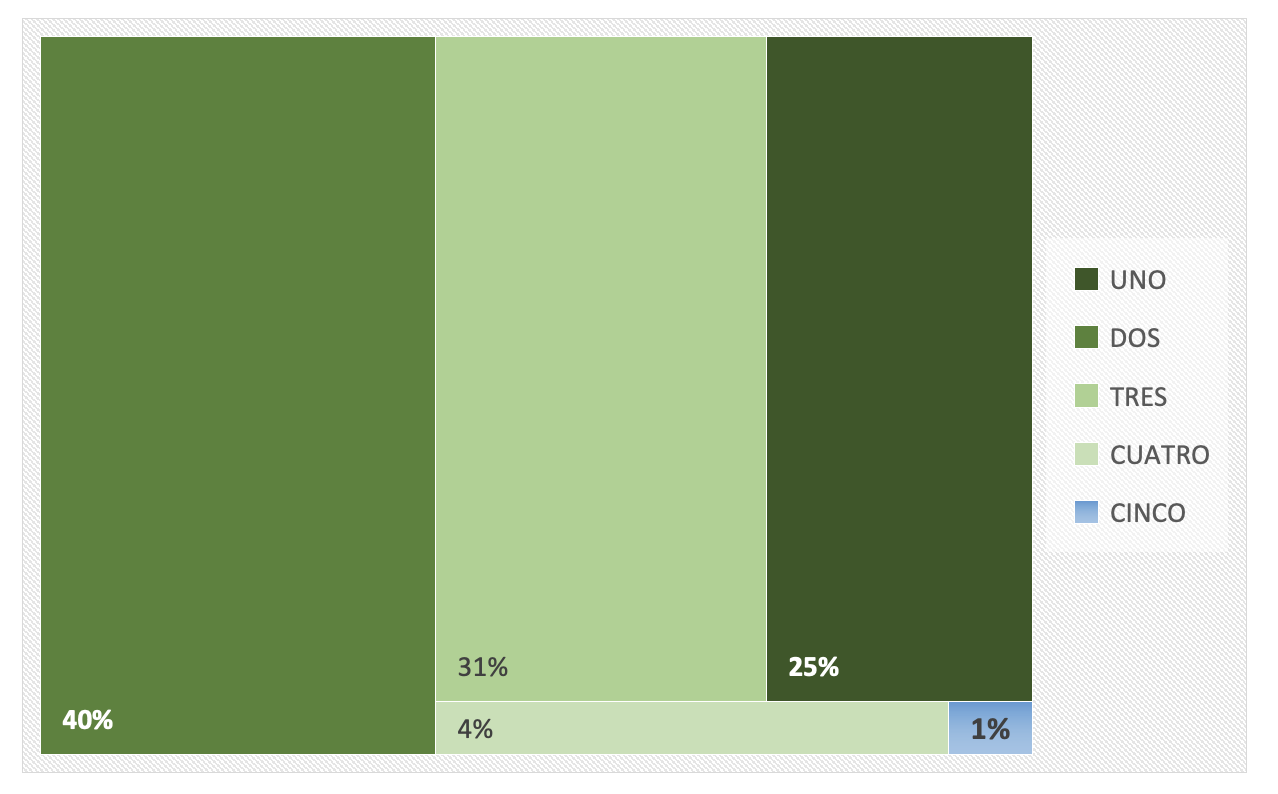 31%
25%
40%
4%
1%
UNO
DOS
TRES
CUATRO
CINCO